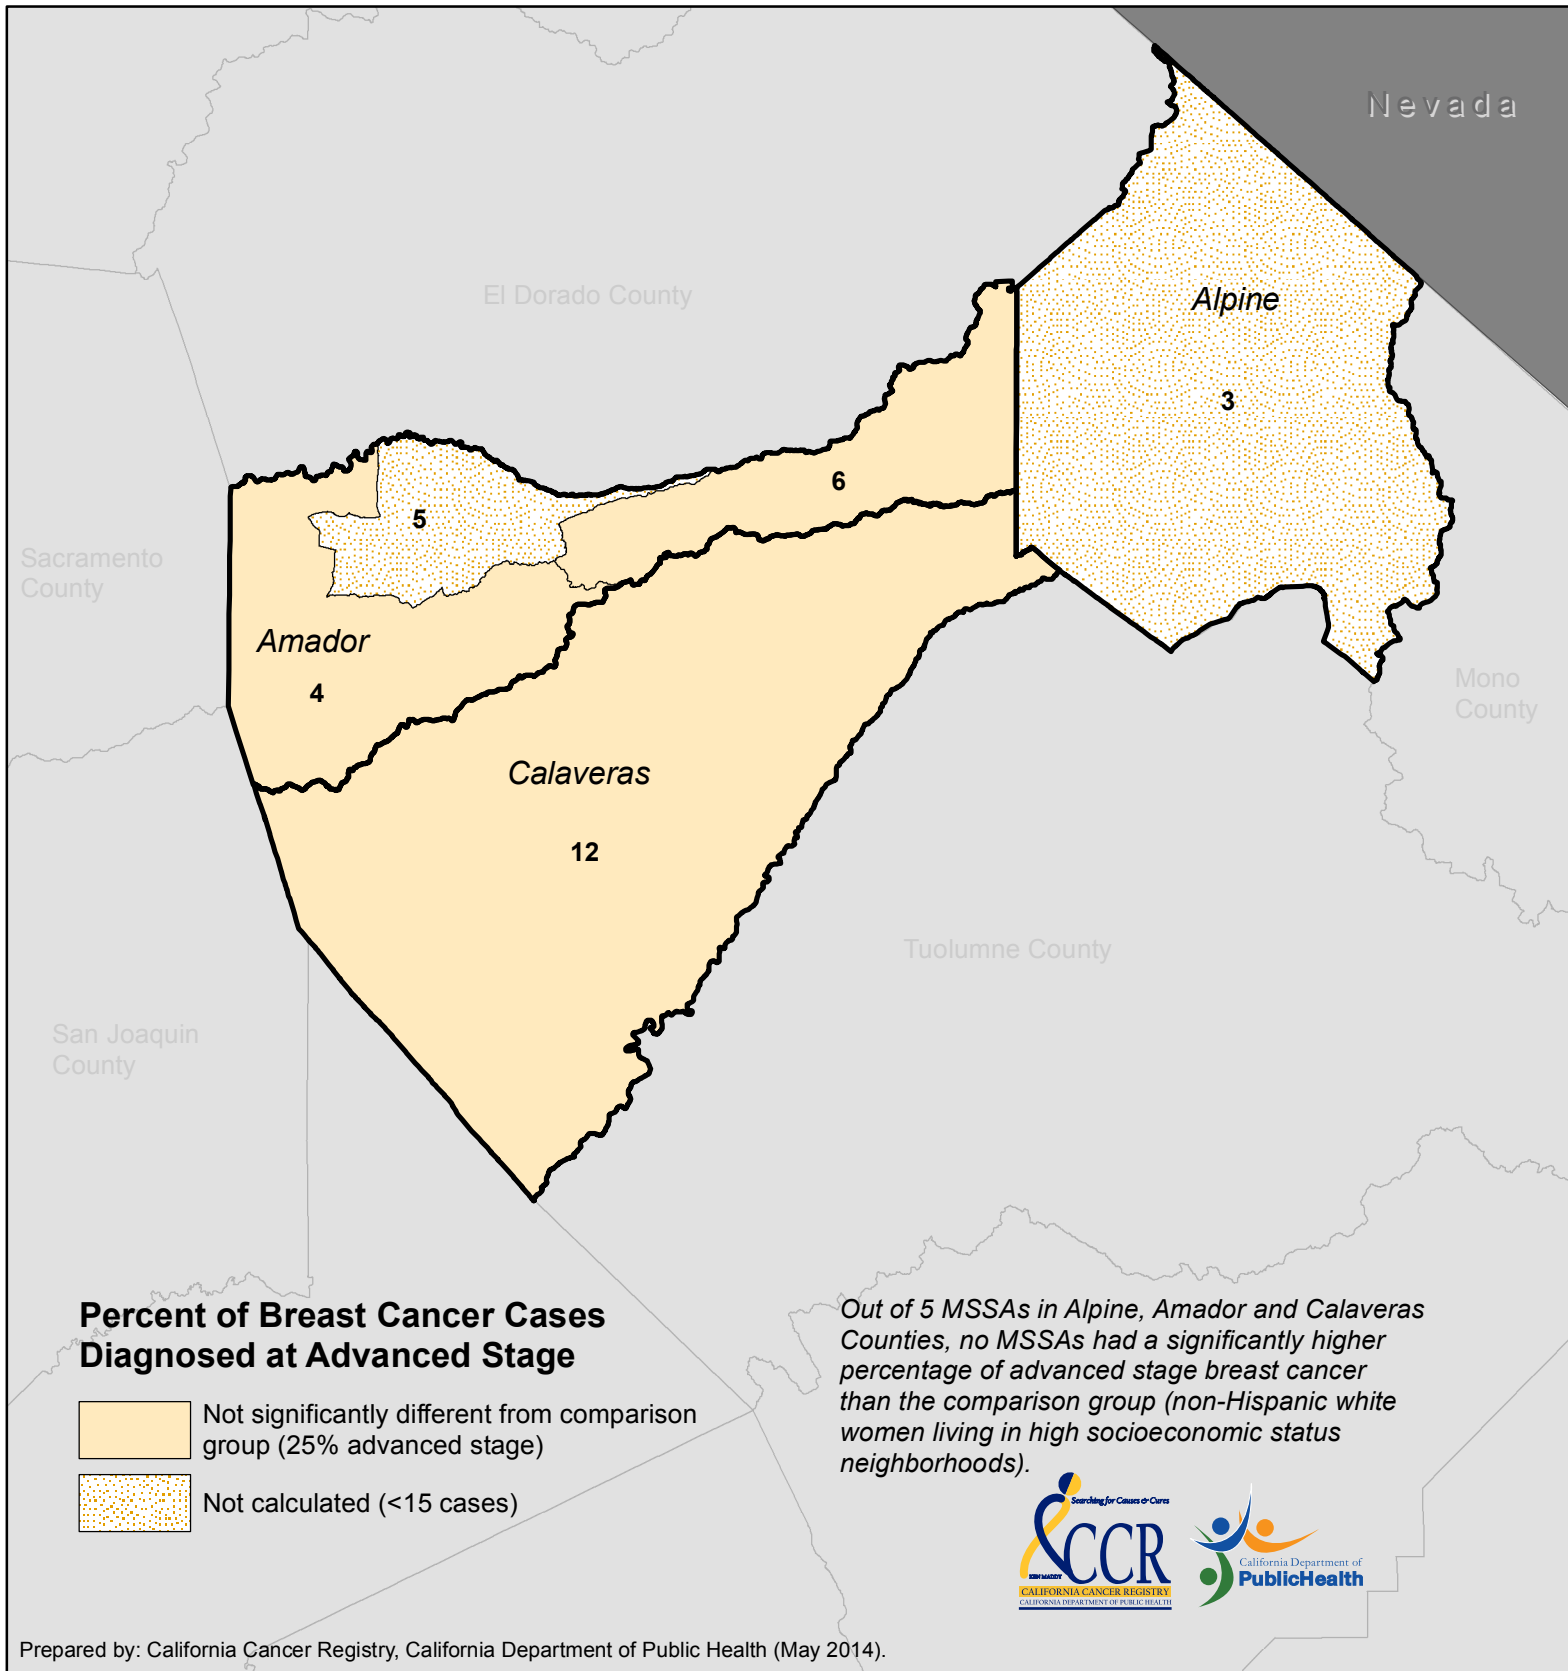 Nevada
El Dorado County
Alpine
3
6
5
Sacramento
County
Amador
4
Mono
County
Calaveras
12
Tuolumne County
San Joaquin
County
Percent of Breast Cancer Cases
Diagnosed at Advanced Stage
Not significantly different from comparison
group (25% advanced stage)
Not calculated (<15 cases)
Out of 5 MSSAs in Alpine, Amador and Calaveras
Counties, no MSSAs had a significantly higher
percentage of advanced stage breast cancer
than the comparison group (non-Hispanic white
women living in high socioeconomic status
neighborhoods).
Searching for Causes & Cures
CCR
KEN MADDY
CALIFORNIA CANCER REGISTRY
CALIFORNIA DEPARTMENT OF PUBLIC HEALTH
California Department of
PublicHealth
Prepared by: California Cancer Registry, California Department of Public Health (May 2014).